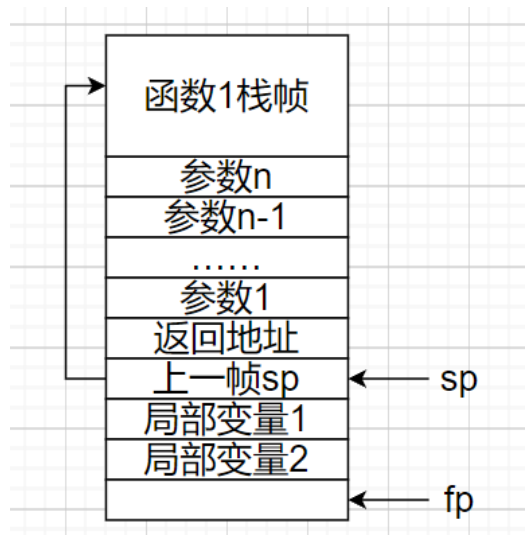 函数1栈帧
参数n
参数n-1
......
参数1
返回地址
上一帧sp
sp
局部变量1
局部变量2
fp